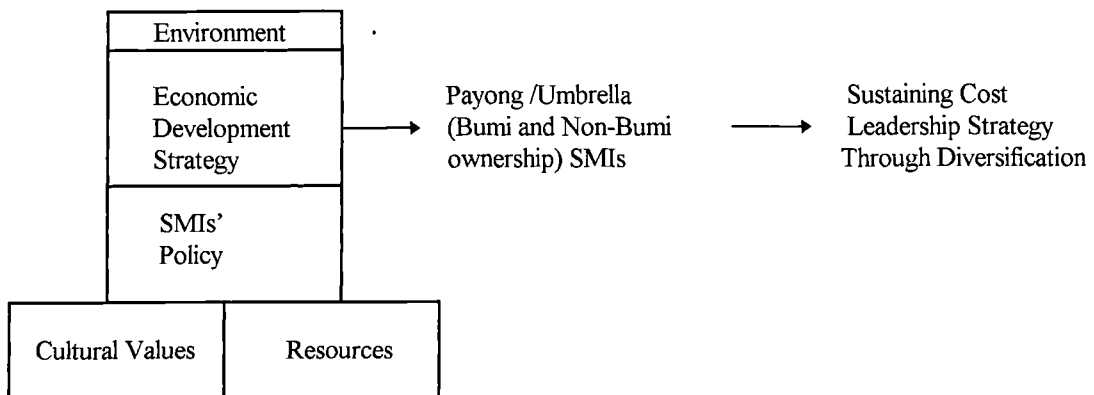 Environment
Economic
Development
Strategy
Payong /Umbrella
(Bumi and Non-Bumi
ownership) SMIs
Sustaining Cost
Leadership Strategy
Through Diversification
SMIs'
Policy
Cultural Values
Resources